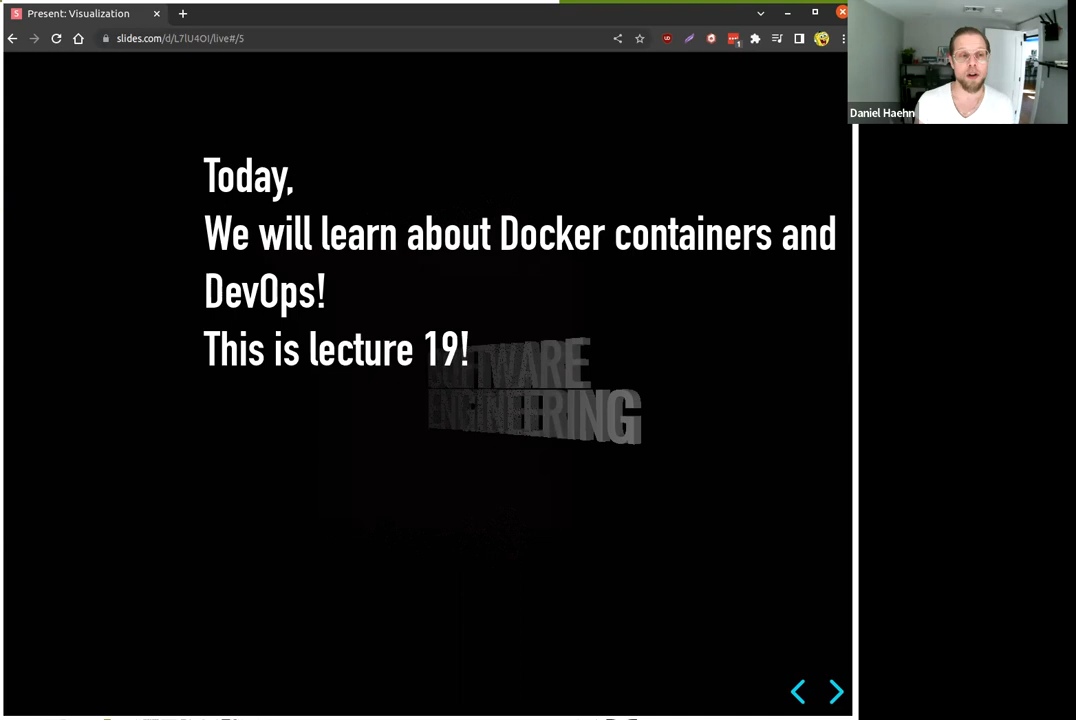 Present: Visualization
slides.com/d/L7lU4OI/live#/5
Daniel Haehn
Today,
We will learn about Docker containers and
DevOps!
This is lecture 19!
SOFTWARE
ENGINEERING